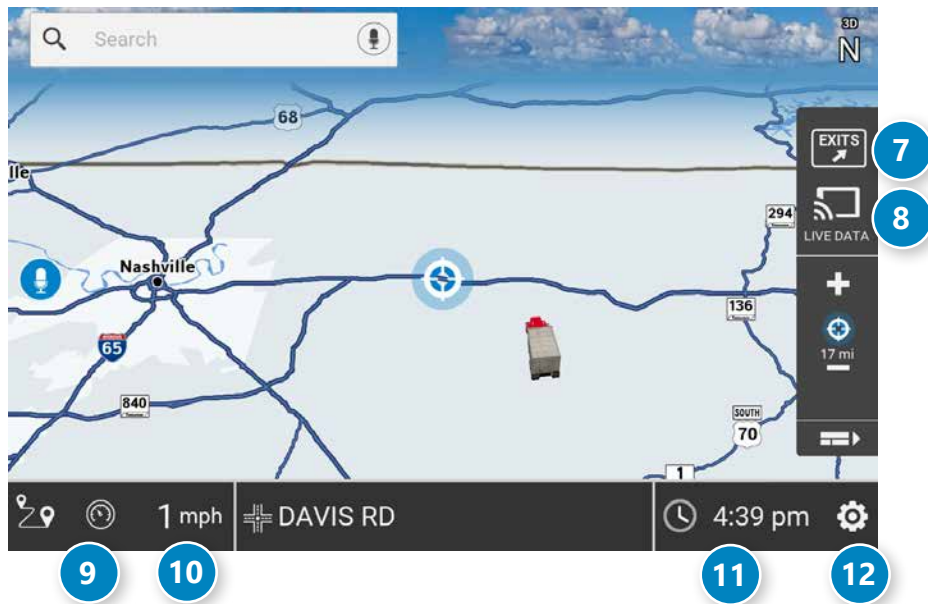 Search
3D
N
68
EXITS
7
LIVE DATA
8
lle
294
Nashville
136
65
17 mi
840
SOUTH
70
1
1 mph
DAVIS RD
4:39 pm
9
10
11
12